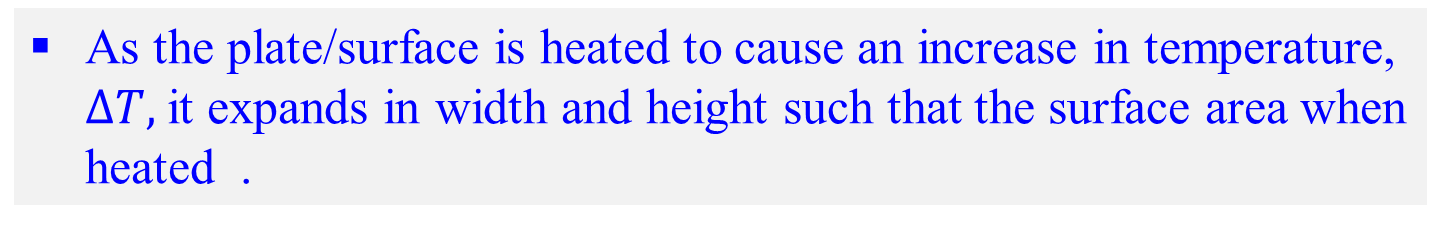 ▪ As the plate/surface is heated to cause an increase in temperature,
Δ𝑇, it expands in width and height such that the surface area when
heated .